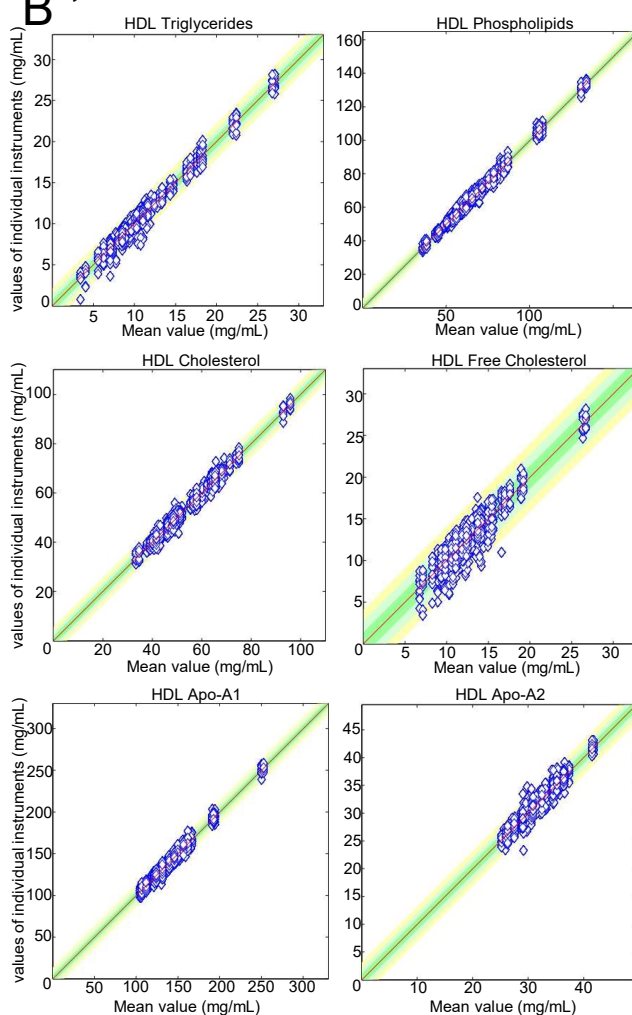 B
HDL Triglycerides
HDL Phospholipids
values of individual instruments (mg/mL)
30
25
20
15
10
5
0
5 10 15 20 25 30
Mean value (mg/mL)
160
140
120
100
80
60
40
20
0
50 100
Mean value (mg/mL)
HDL Cholesterol
HDL Free Cholesterol
values of individual instruments (mg/mL)
100
80
60
40
20
0
20 40 60 80 100
Mean value (mg/mL)
30
25
20
15
10
5
0
5 10 15 20 25 30
Mean value (mg/mL)
HDL Apo-A1
HDL Apo-A2
values of individual instruments (mg/mL)
300
250
200
150
100
50
0
50 100 150 200 250 300
Mean value (mg/mL)
45
40
35
30
25
20
15
10
5
0
10 20 30 40
Mean value (mg/mL)